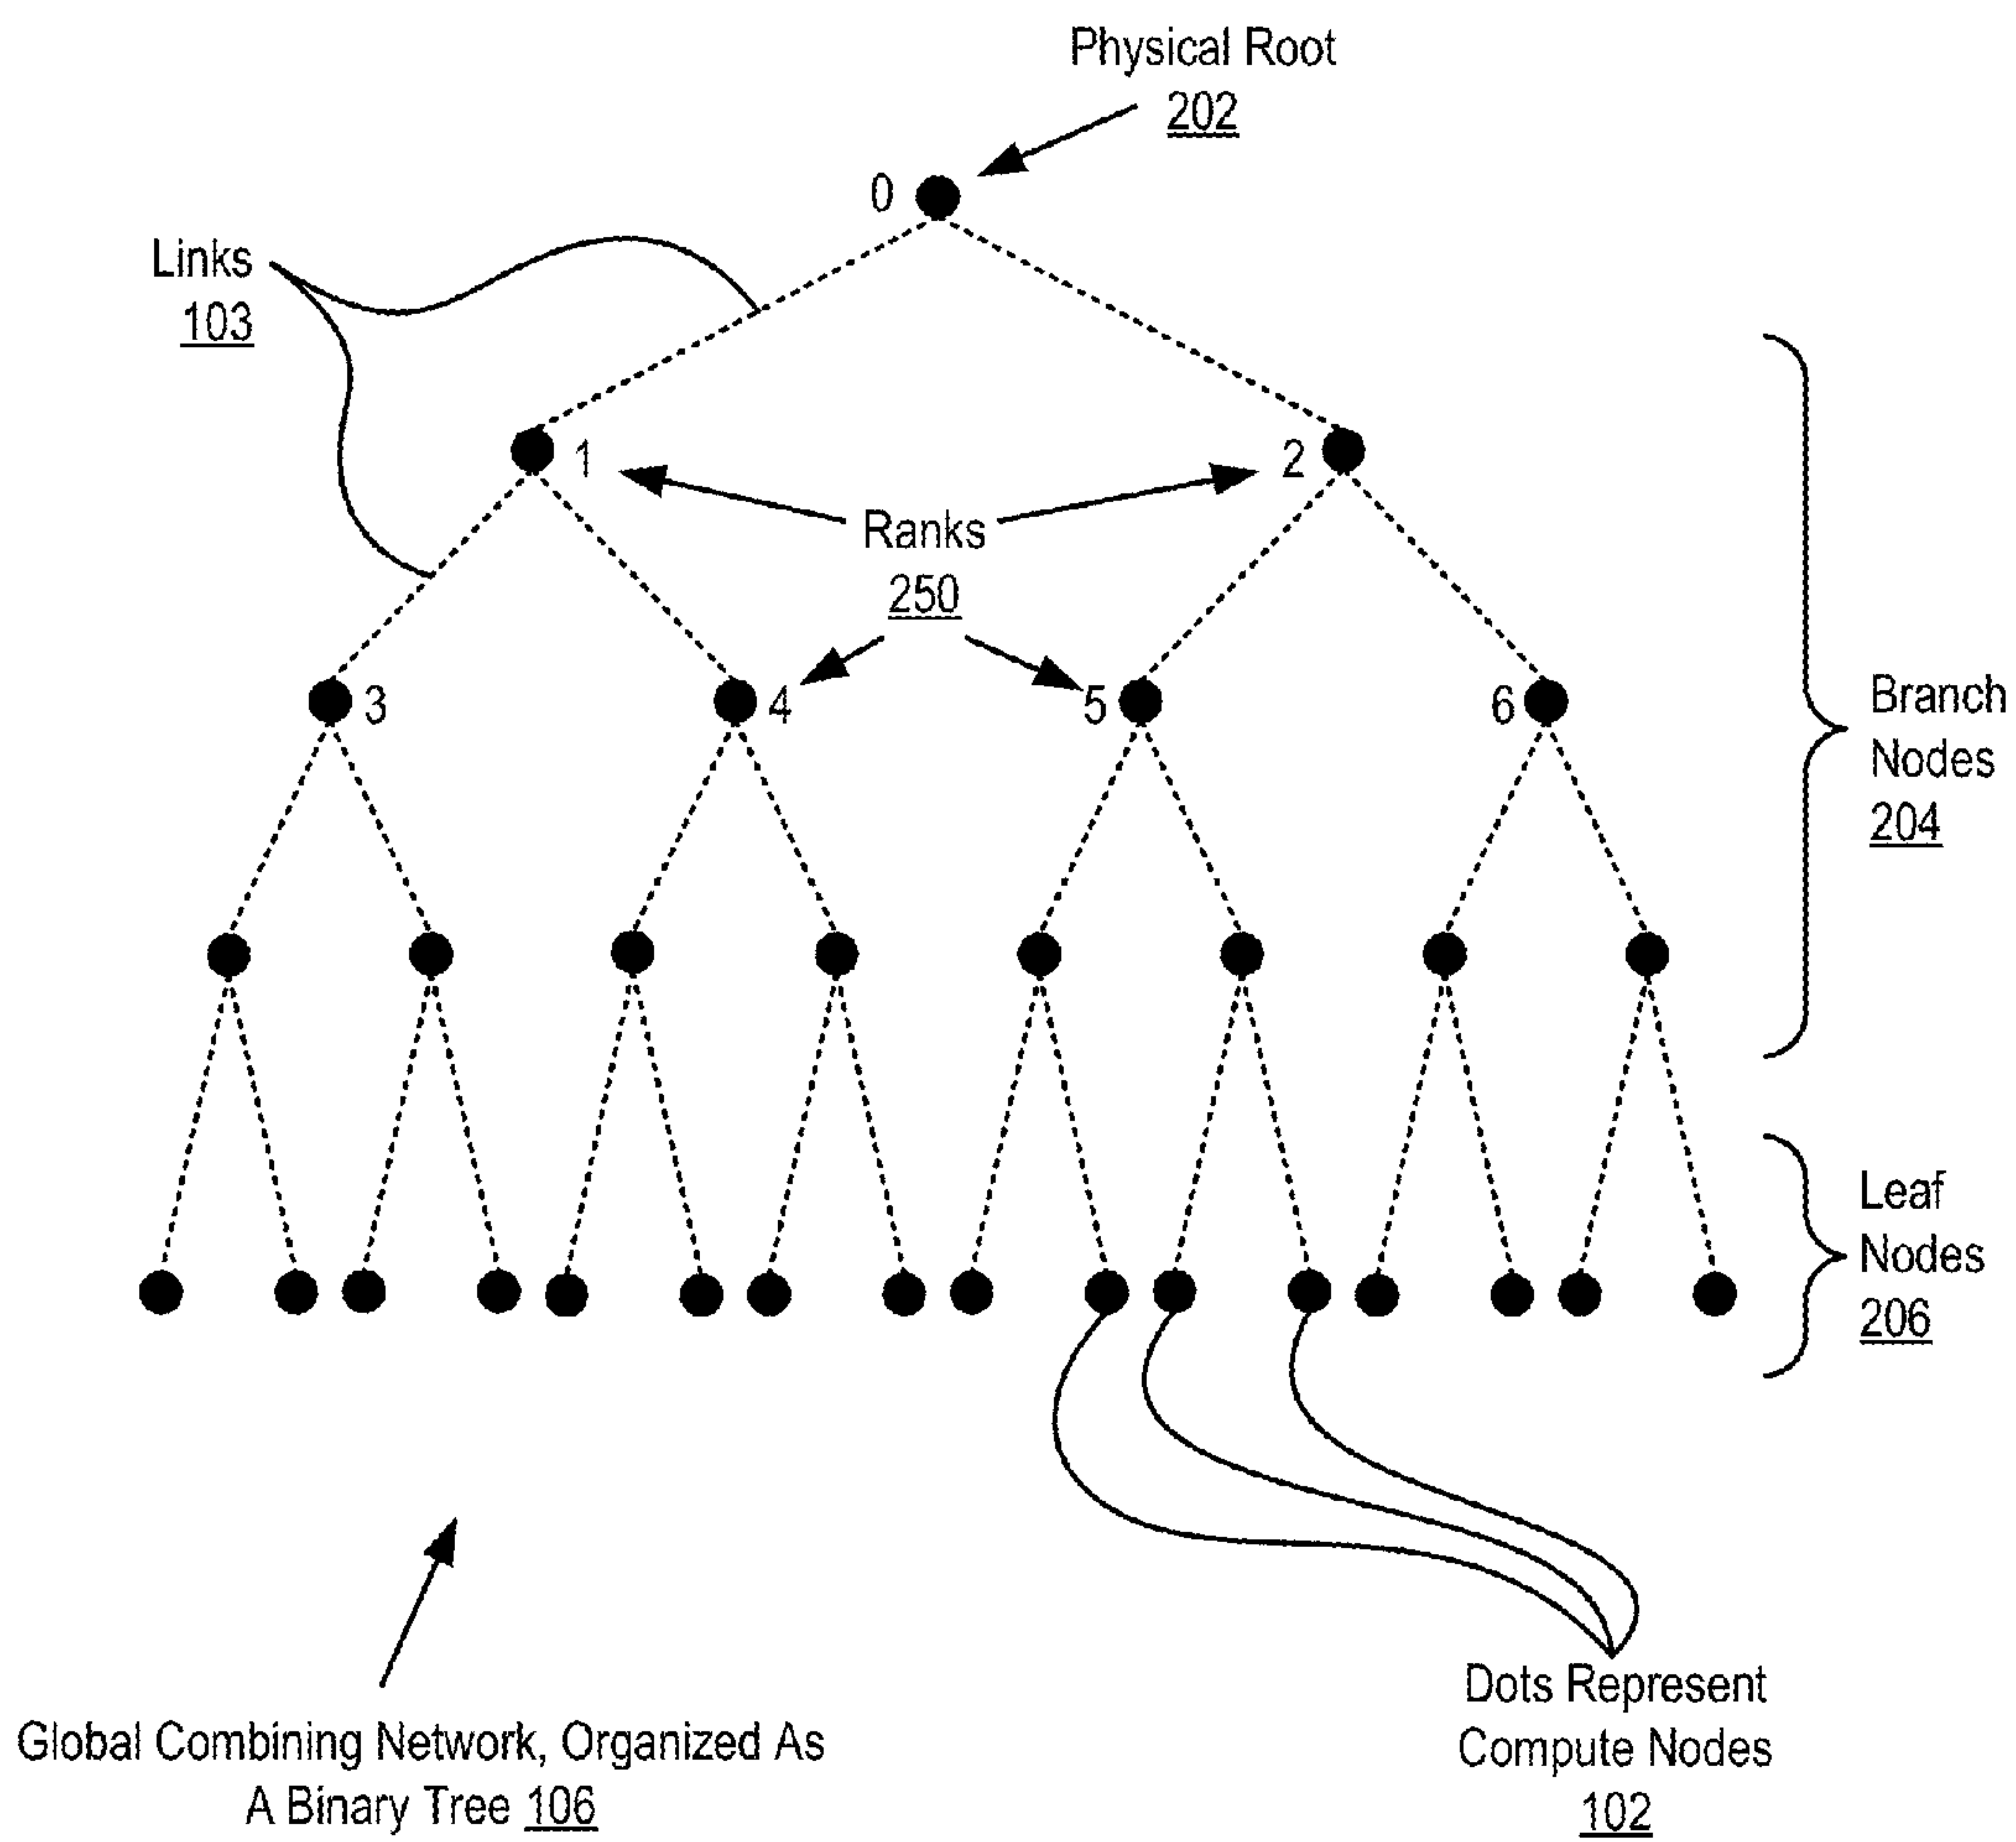 Physical Root
202
0
Links
103
1
2
Ranks
250
3
4
5
6
Branch
Nodes
204
Leaf
Nodes
206
Global Combining Network, Organized As
A Binary Tree 106
Dots Represent
Compute Nodes
102